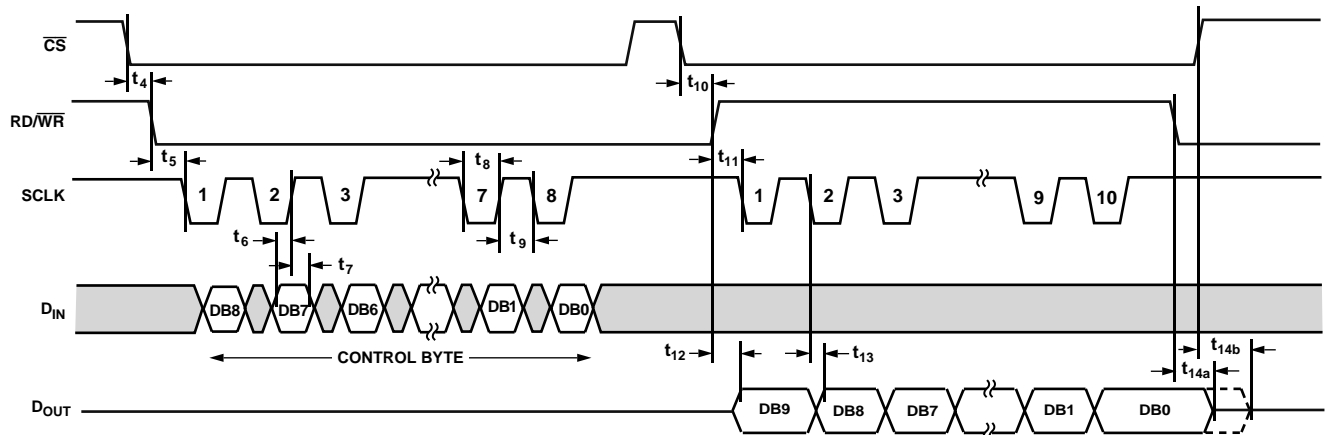 CS
t4
t10
RD/WR
t5
t8
t11
SCLK
1 2 3 7 8 1 2 3 9 10
t6
t9
t7
DIN
DB8 DB7 DB6 DB1 DB0
CONTROL BYTE
t12
t13
t14b
t14a
DOUT
DB9 DB8 DB7 DB1 DB0